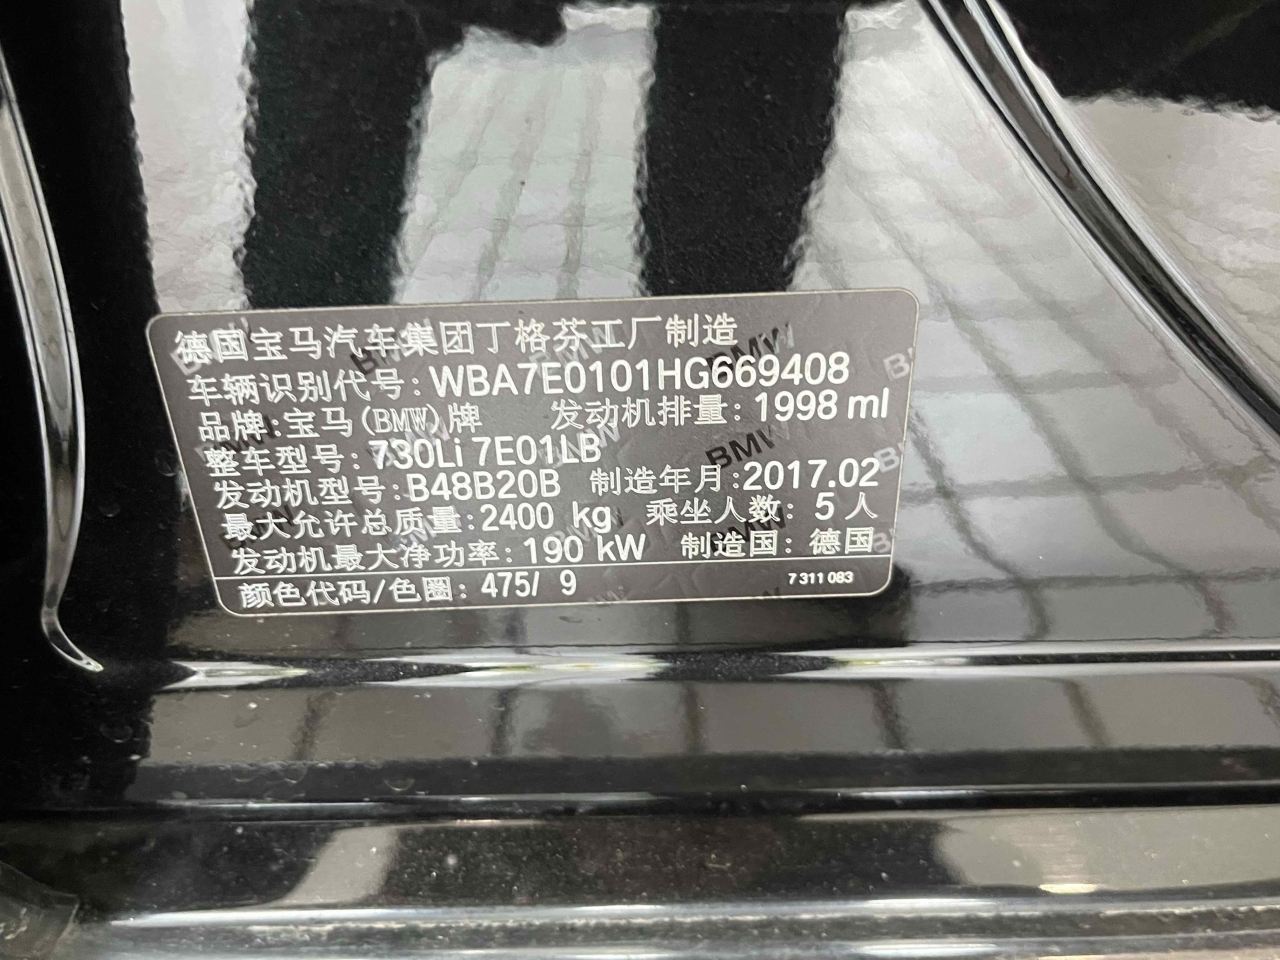 德国宝马汽车集团丁格芬工厂制造
车辆识别代号: WBA7E0101HG669408
品牌: 宝马(BMW)牌 发动机排量: 1998 ml
整车型号: 730Li 7E01LB
发动机型号: B48B20B 制造年月: 2017.02
最大允许总质量: 2400 kg 乘坐人数: 5 人
发动机最大净功率: 190 kW 制造国: 德国
颜色代码/色圈: 475/ 9 7 311 083